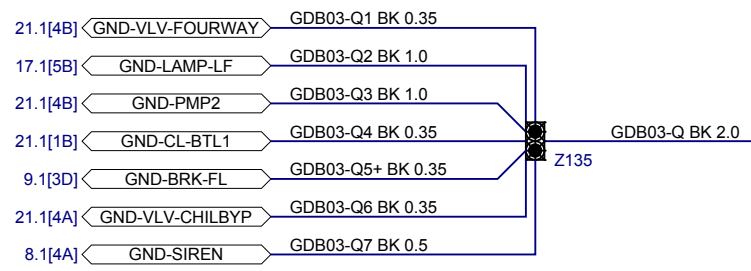 21.1[4B] GND-VLV-FOURWAY GDB03-Q1 BK 0.35
17.1[5B] GND-LAMP-LF GDB03-Q2 BK 1.0
21.1[4B] GND-PMP2 GDB03-Q3 BK 1.0
21.1[1B] GND-CL-BTL1 GDB03-Q4 BK 0.35 GDB03-Q BK 2.0
Z135
9.1[3D] GND-BRK-FL GDB03-Q5+ BK 0.35
21.1[4A] GND-VLV-CHILBYP GDB03-Q6 BK 0.35
8.1[4A] GND-SIREN GDB03-Q7 BK 0.5